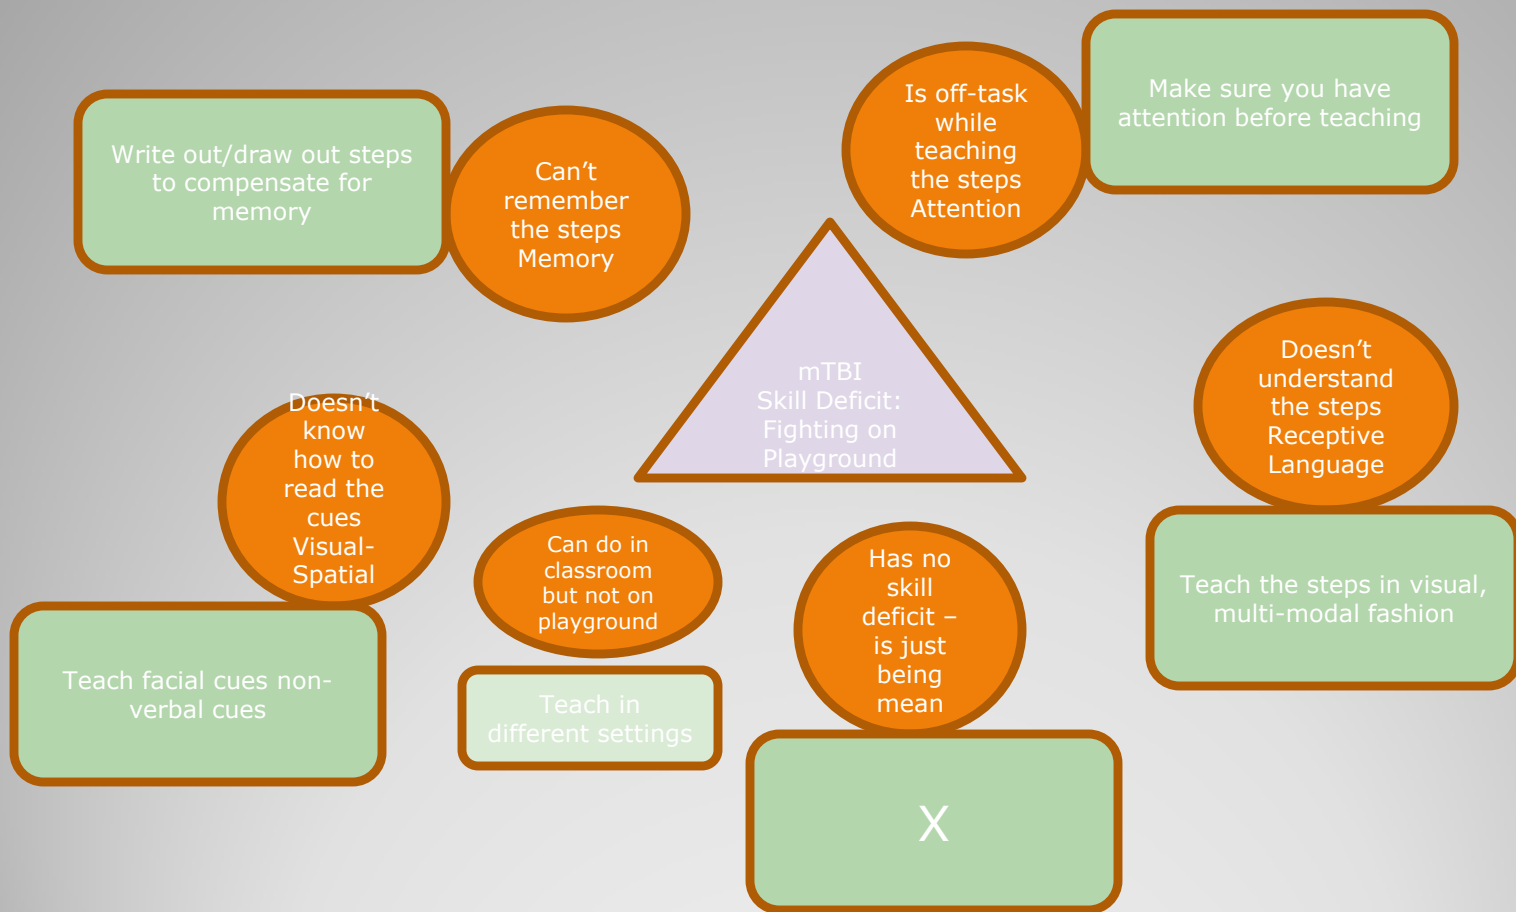 Write out/draw out steps
to compensate for
memory
Can’t
remember
the steps
Memory
Is off-task
while
teaching
the steps
Attention
Make sure you have
attention before teaching
mTBI
Skill Deficit:
Fighting on
Playground
Doesn’t
understand
the steps
Receptive
Language
Teach the steps in visual,
multi-modal fashion
Doesn’t
know
how to
read the
cues
Visual-
Spatial
Teach facial cues non-
verbal cues
Can do in
classroom
but not on
playground
Teach in
different settings
Has no
skill
deficit –
is just
being
mean
X